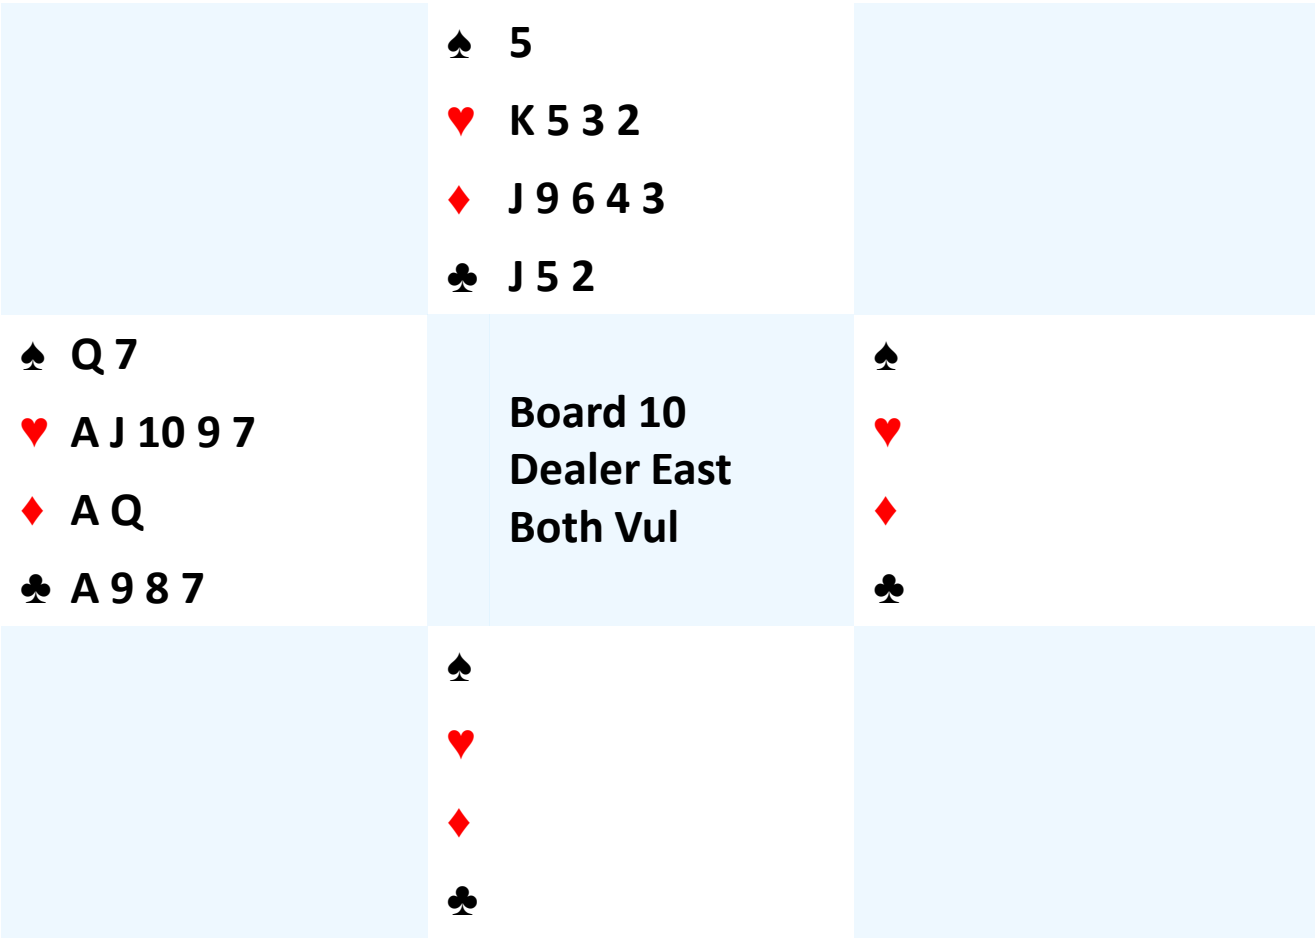 ♠ 5
♥ K 5 3 2
♦ J 9 6 4 3
♣ J 5 2
♠ Q 7
♥ A J 10 9 7
♦ A Q
♣ A 9 8 7
Board 10
Dealer East
Both Vul
♠
♥
♦
♣
♠
♥
♦
♣